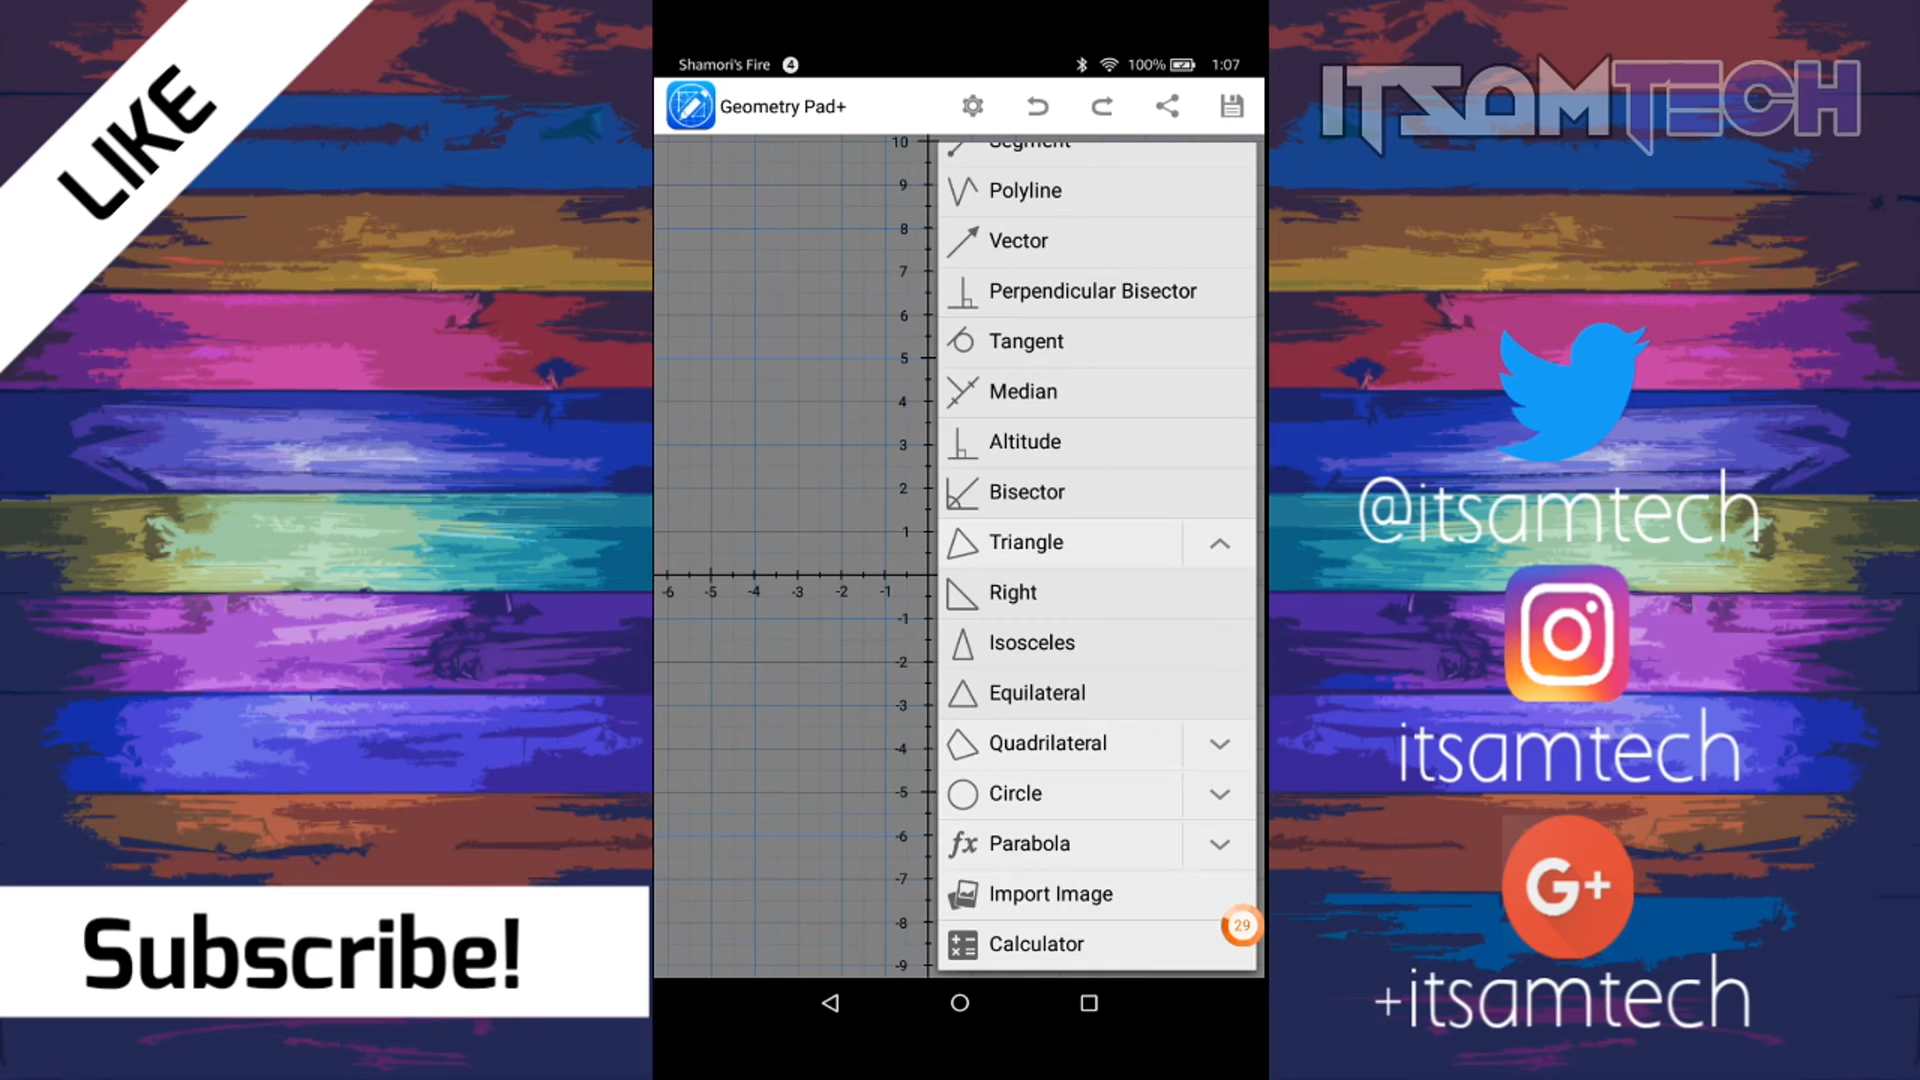 LIKE
Shamori's Fire 4
100% 1:07
Geometry Pad+
ITSAMTECH
10
9
8
7
6
5
4
3
2
1
-6 -5 -4 -3 -2 -1
-1
-2
-3
-4
-5
-6
-7
-8
-9
Segment
Polyline
Vector
Perpendicular Bisector
Tangent
Median
Altitude
Bisector
Triangle
Right
Isosceles
Equilateral
Quadrilateral
Circle
fx Parabola
Import Image
Calculator
29
@itsamtech
itsamtech
G+
+itsamtech
Subscribe!